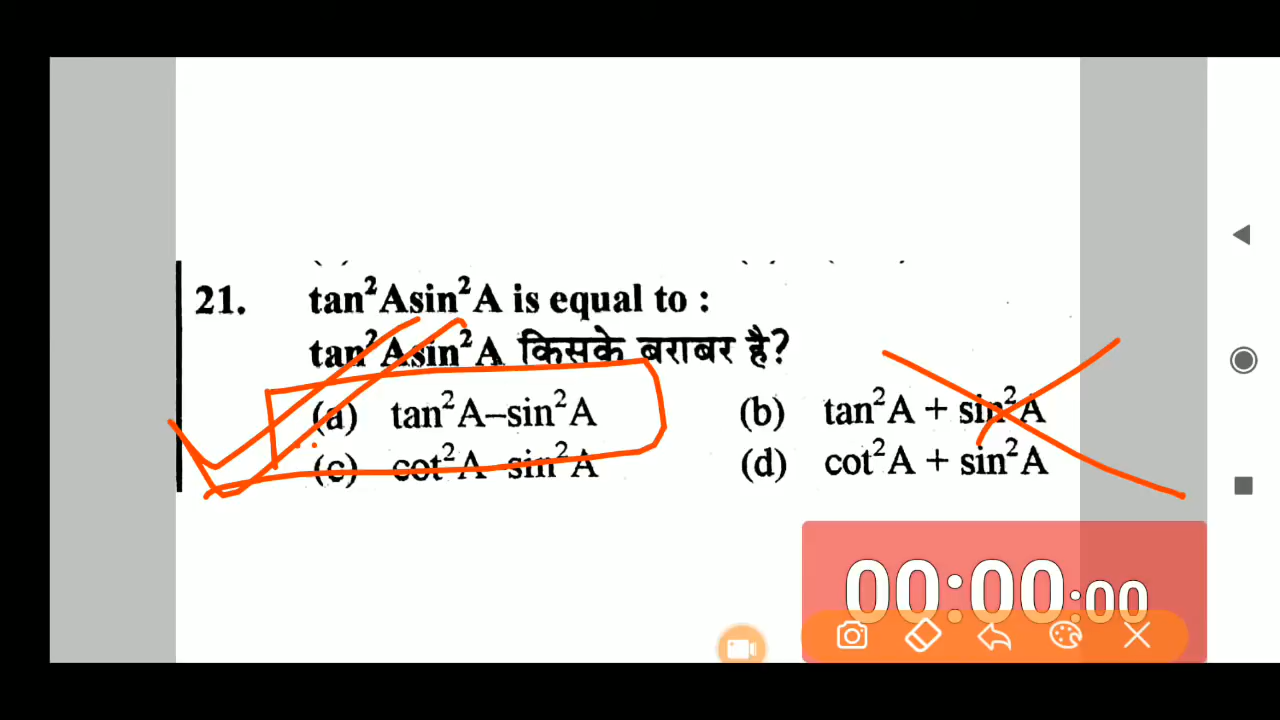 21. tan²Asin²A is equal to :
tan²Asin²A किसके बराबर है?
(a) tan²A–sin²A (b) tan²A + sin²A
(c) cot²A–sin²A (d) cot²A + sin²A
00:00:00